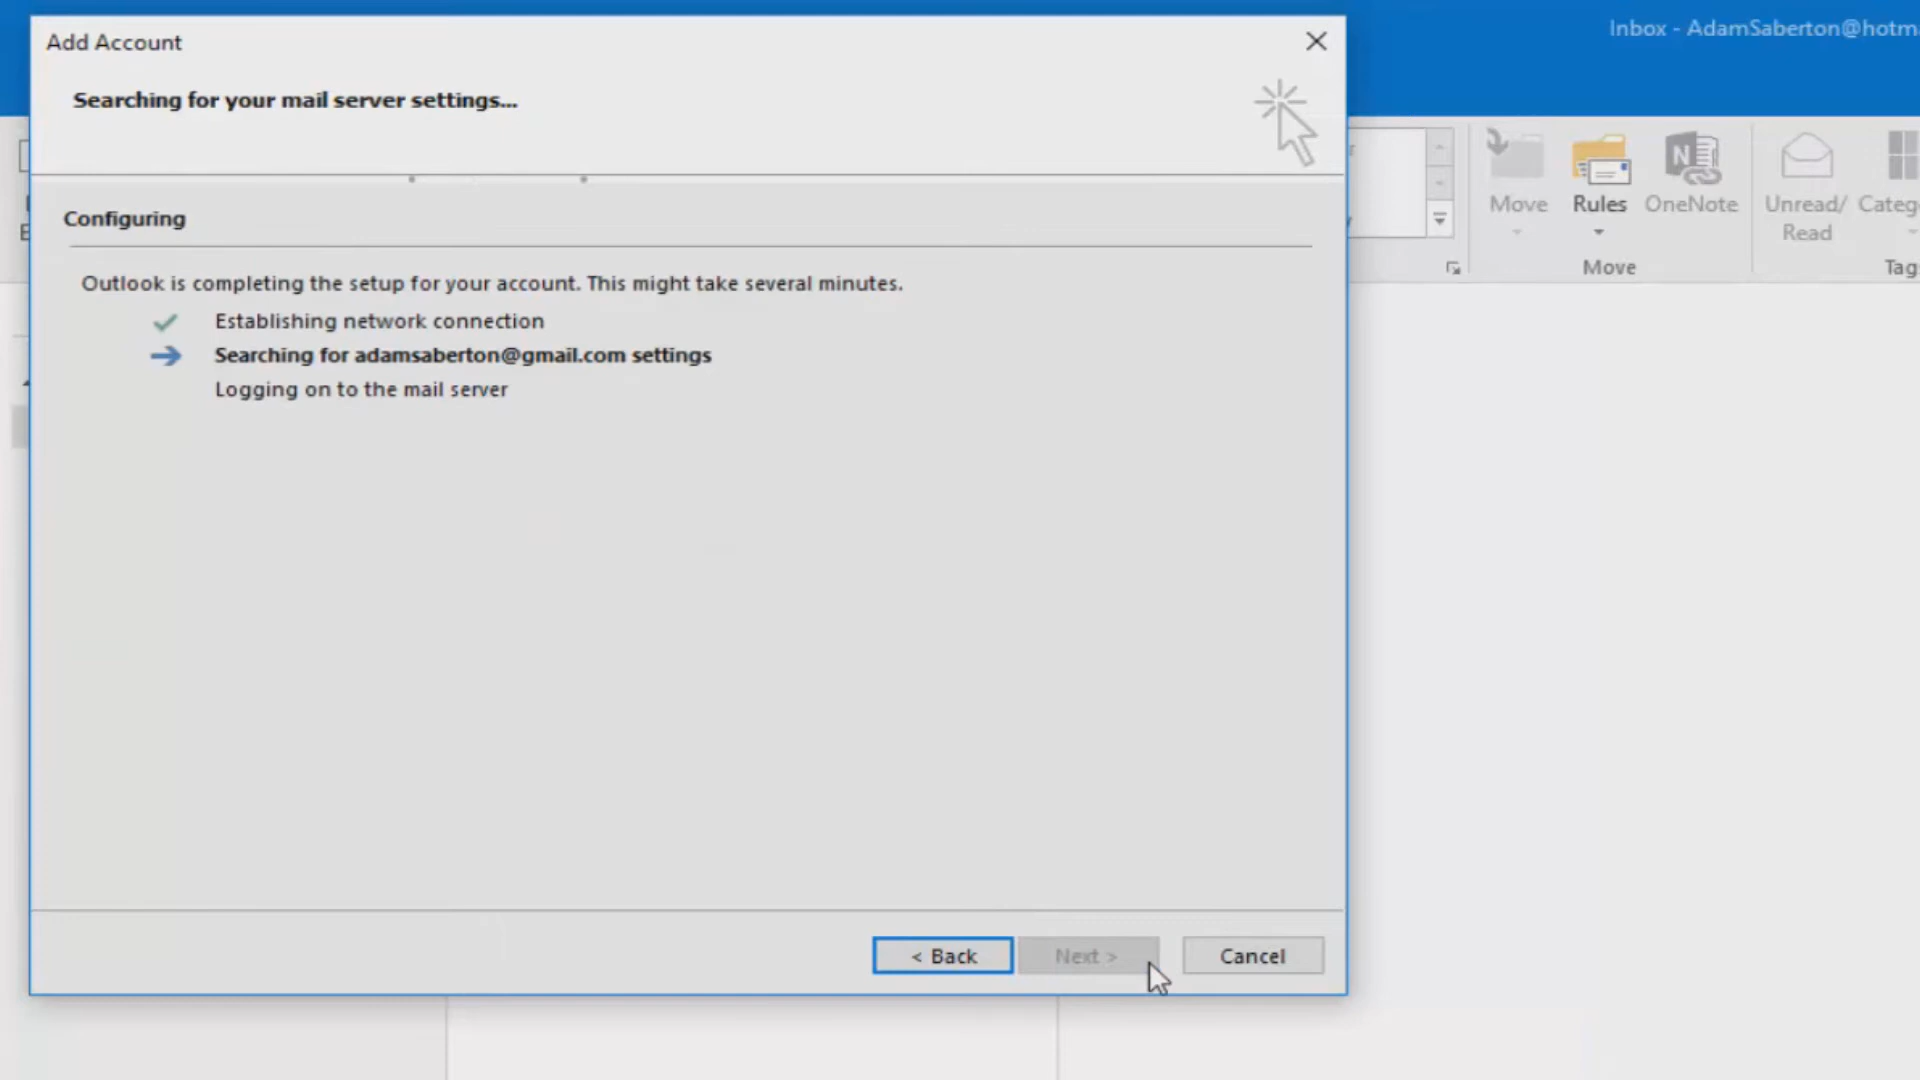 Inbox - AdamSaberton@hotma
Add Account
Searching for your mail server settings...
Configuring
Outlook is completing the setup for your account. This might take several minutes.
Establishing network connection
Searching for adamsaberton@gmail.com settings
Logging on to the mail server
< Back
Next >
Cancel
Move
Rules
OneNote
Unread/
Read
Categ
Move
Tag